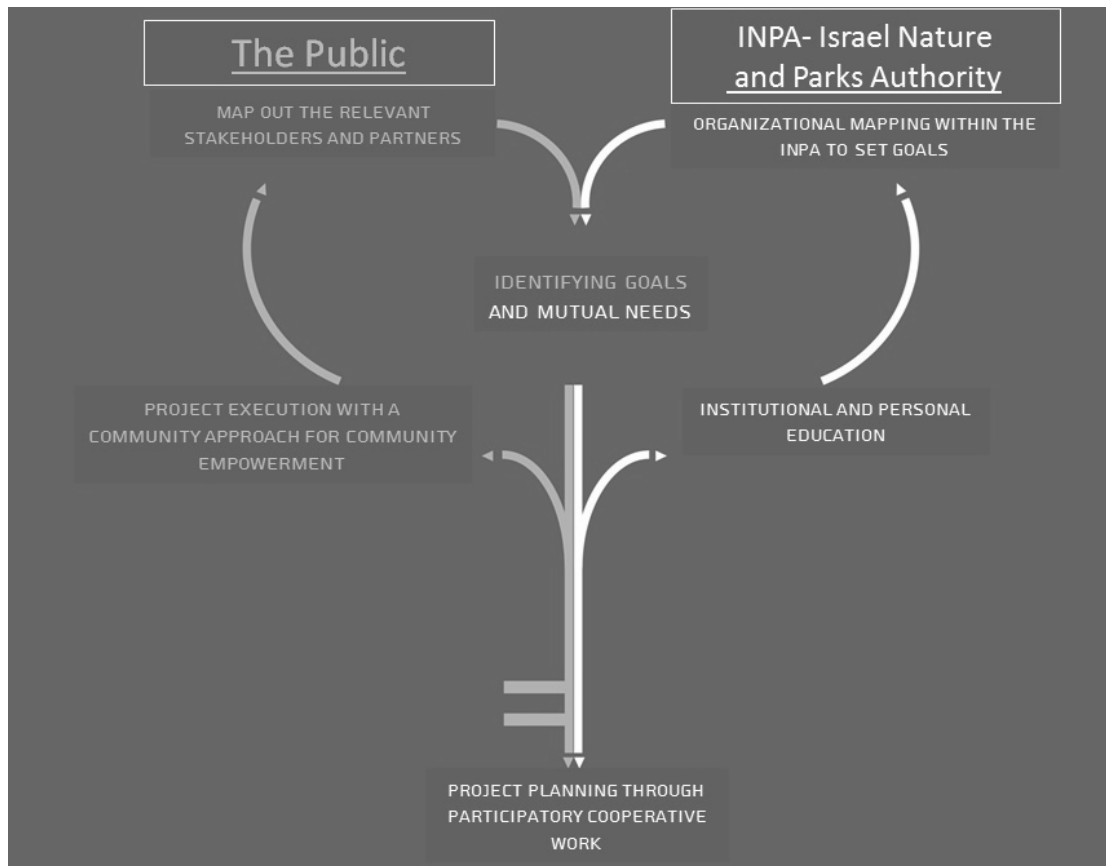 The Public
MAP OUT THE RELEVANT
STAKEHOLDERS AND PARTNERS
INPA- Israel Nature
and Parks Authority
ORGANIZATIONAL MAPPING WITHIN THE
INPA TO SET GOALS
IDENTIFYING GOALS
AND MUTUAL NEEDS
PROJECT EXECUTION WITH A
COMMUNITY APPROACH FOR COMMUNITY
EMPOWERMENT
INSTITUTIONAL AND PERSONAL
EDUCATION
PROJECT PLANNING THROUGH
PARTICIPATORY COOPERATIVE
WORK